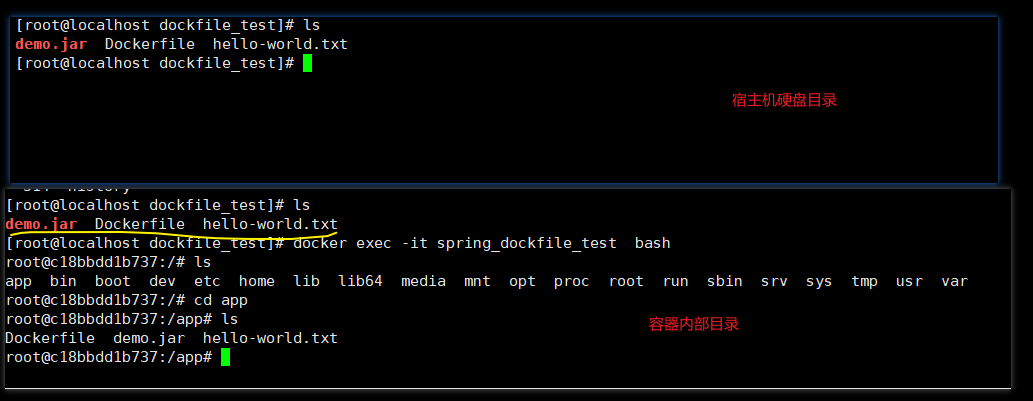 [root@localhost dockfile_test]# ls
demo.jar  Dockerfile  hello-world.txt
[root@localhost dockfile_test]#
宿主机硬盘目录
[root@localhost dockfile_test]# ls
demo.jar  Dockerfile  hello-world.txt
[root@localhost dockfile_test]# docker exec -it spring_dockfile_test  bash
root@c18bbdd1b737:/# ls
app  bin  boot  dev  etc  home  lib  lib64  media  mnt  opt  proc  root  run  sbin  srv  sys  tmp  usr  var
root@c18bbdd1b737:/# cd app
root@c18bbdd1b737:/app# ls
容器内部目录
Dockerfile  demo.jar  hello-world.txt
root@c18bbdd1b737:/app#